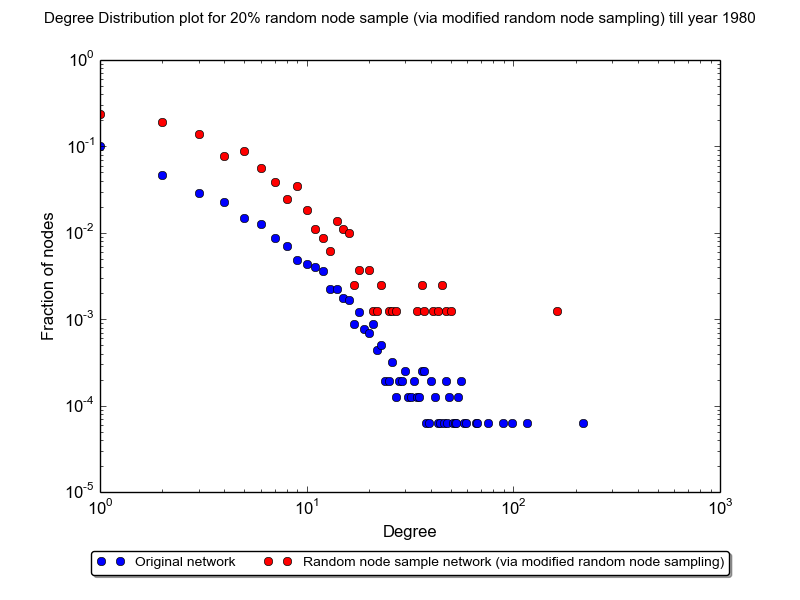 Degree Distribution plot for 20% random node sample (via modified random node sampling) till year 1980
10^0
10^-1
10^-2
10^-3
10^-4
10^-5
Fraction of nodes
10^0 10^1 10^2 10^3
Degree
Original network Random node sample network (via modified random node sampling)